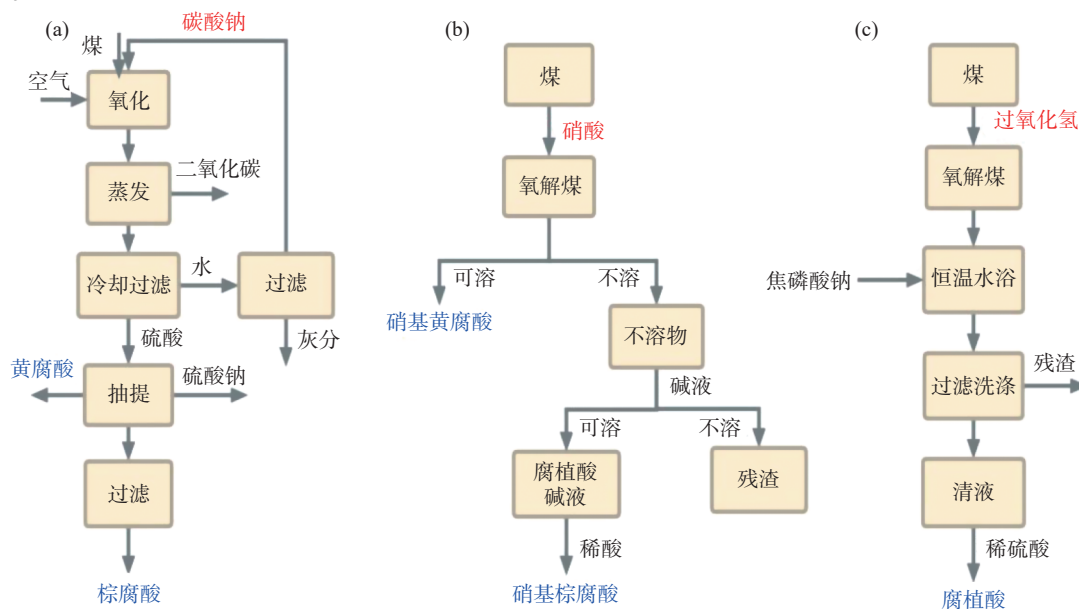 (a)
碳酸钠
煤
空气
氧化
蒸发
二氧化碳
冷却过滤
水
过滤
硫酸
灰分
黄腐酸
抽提
硫酸钠
过滤
棕腐酸
(b)
煤
硝酸
氧解煤
可溶
不溶
硝基黄腐酸
不溶物
碱液
可溶
不溶
腐植酸
碱液
残渣
稀酸
硝基棕腐酸
(c)
煤
过氧化氢
氧解煤
焦磷酸钠
恒温水浴
过滤洗涤
残渣
清液
稀硫酸
腐植酸